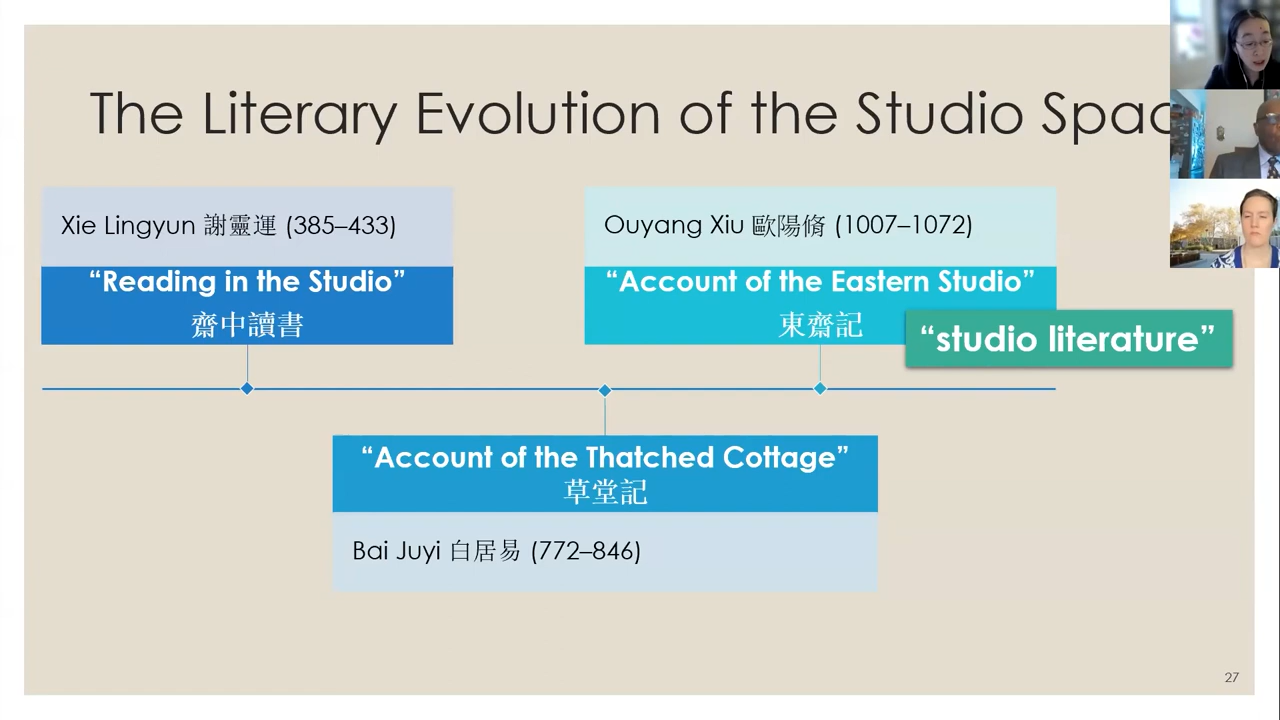 The Literary Evolution of the Studio Spac
Xie Lingyun 謝靈運 (385–433)
“Reading in the Studio”
齋中讀書
Ouyang Xiu 歐陽脩 (1007–1072)
“Account of the Eastern Studio”
東齋記
“studio literature”
“Account of the Thatched Cottage”
草堂記
Bai Juyi 白居易 (772–846)
27